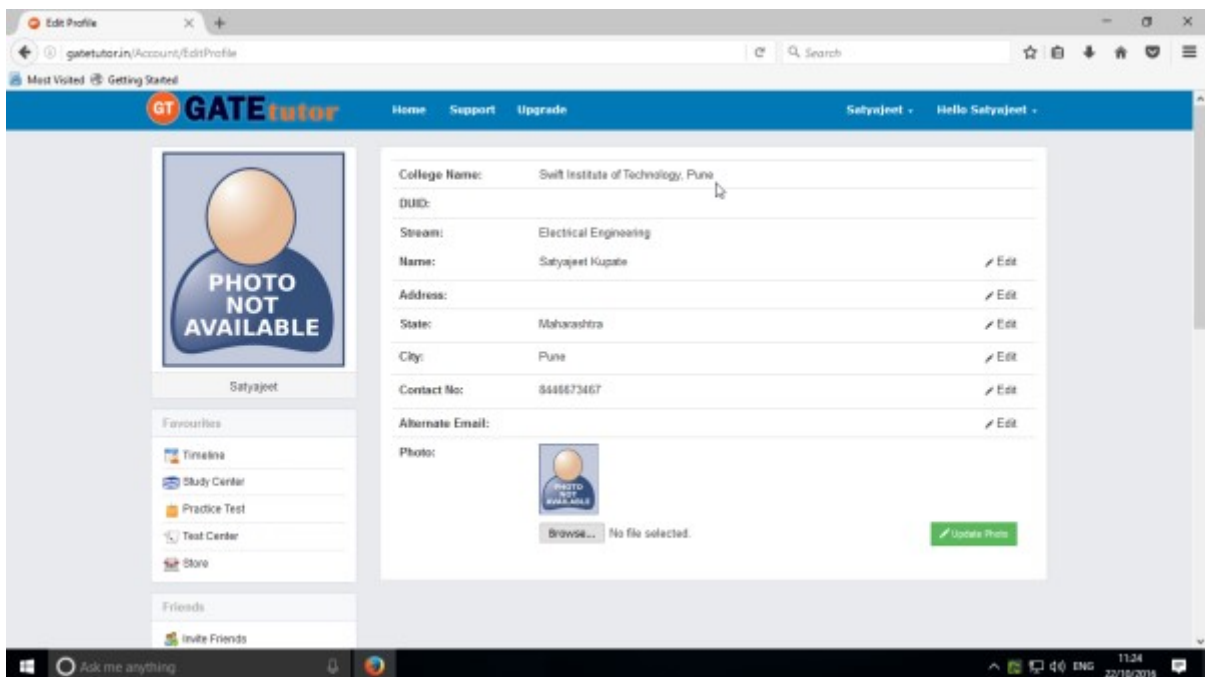 Edit Profile
gatetutor.in/Account/EditProfile
Search
Most Visited Getting Started
GT GATEtutor Home Support Upgrade Satyajeet Hello Satyajeet
PHOTO
NOT
AVAILABLE
Satyajeet
Favourites
Timeline
Study Center
Practice Test
Test Center
Store
Friends
Invite Friends
College Name: Swift Institute of Technology, Pune
DUID:
Stream: Electrical Engineering
Name: Satyajeet Kupate Edit
Address: Edit
State: Maharashtra Edit
City: Pune Edit
Contact No: 8446673467 Edit
Alternate Email: Edit
Photo:
PHOTO
NOT
AVAILABLE
Browse... No file selected. Update Photo
Ask me anything ENG 11:24
22/10/2016